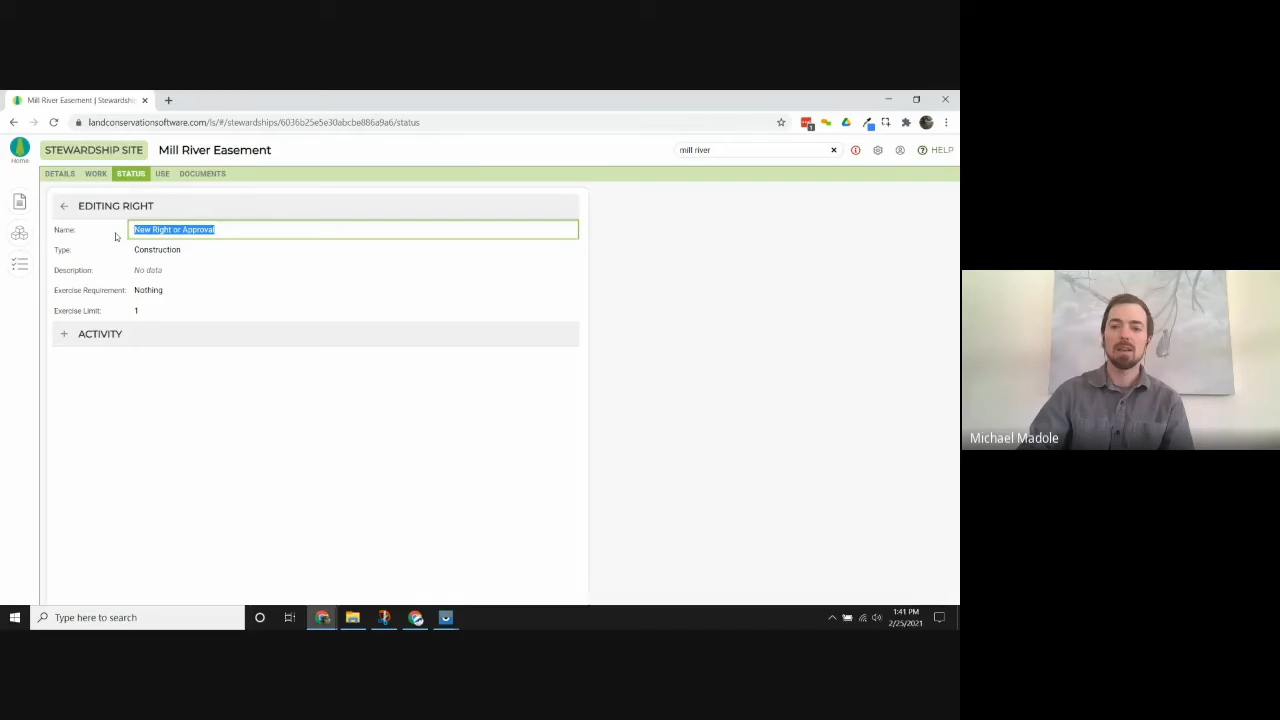 Mill River Easement | Stewardshi
landconservationsoftware.com/ls/#/stewardships/6036b25e5e30abcbe886a9a6/status
Home
STEWARDSHIP SITE
Mill River Easement
mill river
HELP
DETAILS
WORK
STATUS
USE
DOCUMENTS
EDITING RIGHT
Name: New Right or Approval
Type: Construction
Description: No data
Exercise Requirement: Nothing
Exercise Limit: 1
+ ACTIVITY
Michael Madole
Type here to search
1:41 PM
2/25/2021